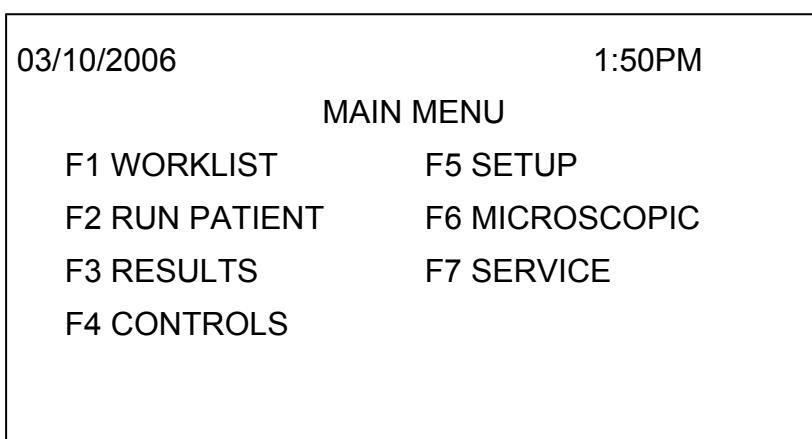 03/10/2006 1:50PM
MAIN MENU
F1 WORKLIST F5 SETUP
F2 RUN PATIENT F6 MICROSCOPIC
F3 RESULTS F7 SERVICE
F4 CONTROLS